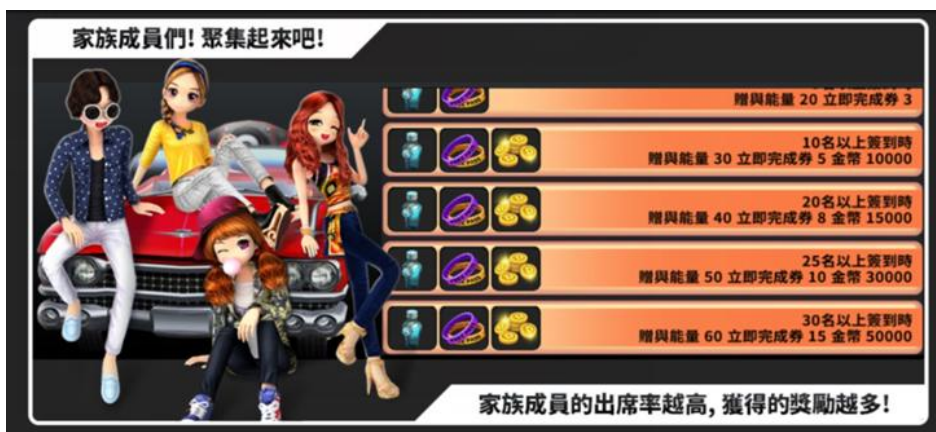 家族成員們! 聚集起來吧!
贈與能量 20 立即完成券 3
10名以上簽到時
贈與能量 30 立即完成券 5 金幣 10000
20名以上簽到時
贈與能量 40 立即完成券 8 金幣 15000
25名以上簽到時
贈與能量 50 立即完成券 10 金幣 30000
30名以上簽到時
贈與能量 60 立即完成券 15 金幣 50000
家族成員的出席率越高, 獲得的獎勵越多!